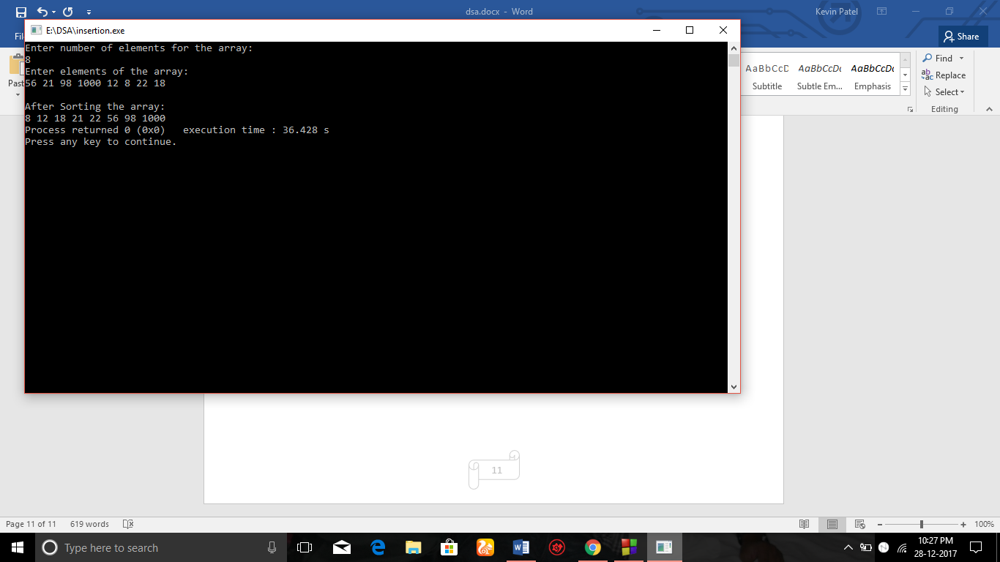 dsa.docx - Word
Kevin Patel
E:\DSA\insertion.exe
Share
Enter number of elements for the array:
8
Enter elements of the array:
56 21 98 1000 12 8 22 18
After Sorting the array:
8 12 18 21 22 56 98 1000
Process returned 0 (0x0)   execution time : 36.428 s
Press any key to continue.
AaBbCcD AaBbCcDc AaBbCcDc
Subtitle Subtle Em... Emphasis
Find
Replace
Select
Editing
11
Page 11 of 11 619 words
100%
Type here to search
10:27 PM
28-12-2017